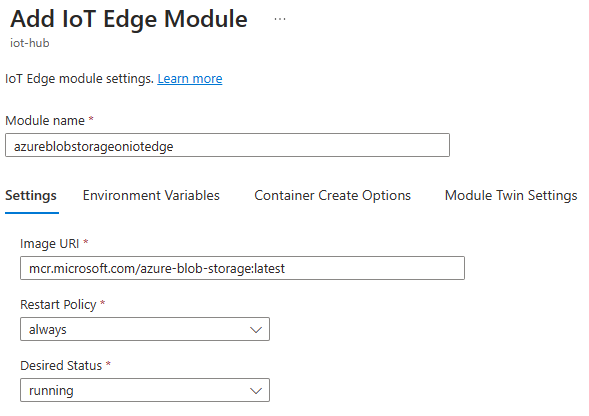 Add IoT Edge Module ...
iot-hub
IoT Edge module settings. Learn more
Module name *
azureblobstorageoniotedge
Settings Environment Variables Container Create Options Module Twin Settings
Image URI *
mcr.microsoft.com/azure-blob-storage:latest
Restart Policy *
always
Desired Status *
running